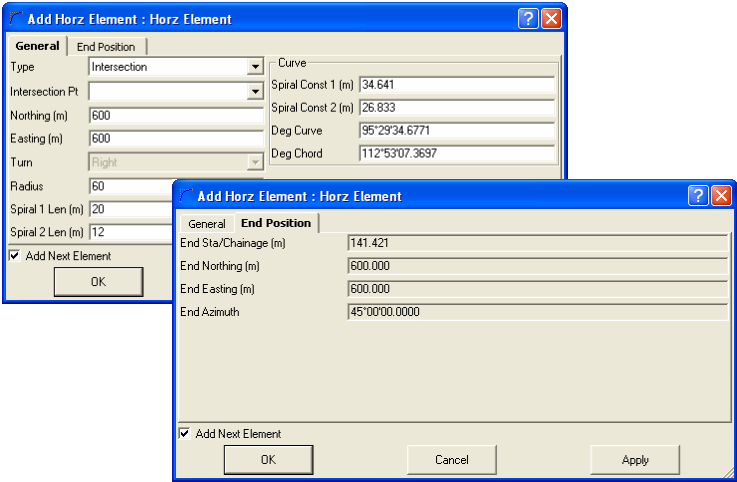 Add Horz Element : Horz Element
General End Position
Type Intersection
Intersection Pt
Northing (m) 600
Easting (m) 600
Turn Right
Radius 60
Spiral 1 Len (m) 20
Spiral 2 Len (m) 12
Curve
Spiral Const 1 (m) 34.641
Spiral Const 2 (m) 26.833
Deg Curve 95°29'34.6771
Deg Chord 112°53'07.3697
Add Next Element
OK
Add Horz Element : Horz Element
General End Position
End Sta/Chainage (m) 141.421
End Northing (m) 600.000
End Easting (m) 600.000
End Azimuth 45°00'00.0000
Add Next Element
OK Cancel Apply